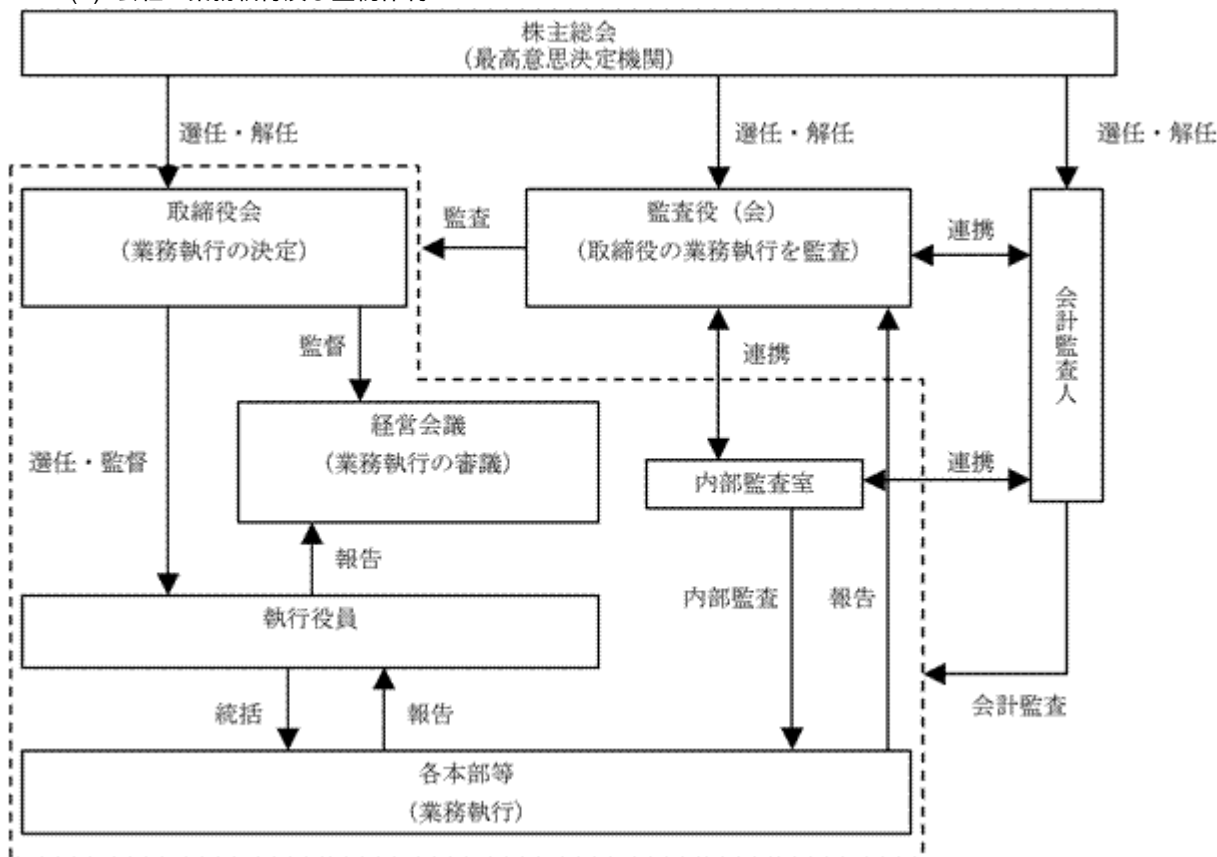 株主総会
(最高意思決定機関)
選任・解任
選任・解任
選任・解任
取締役会
(業務執行の決定)
監査
監査役(会)
(取締役の業務執行を監査)
連携
会計監査人
監督
連携
経営会議
(業務執行の審議)
選任・監督
内部監査室
連携
報告
内部監査
報告
執行役員
統括
報告
会計監査
各本部等
(業務執行)